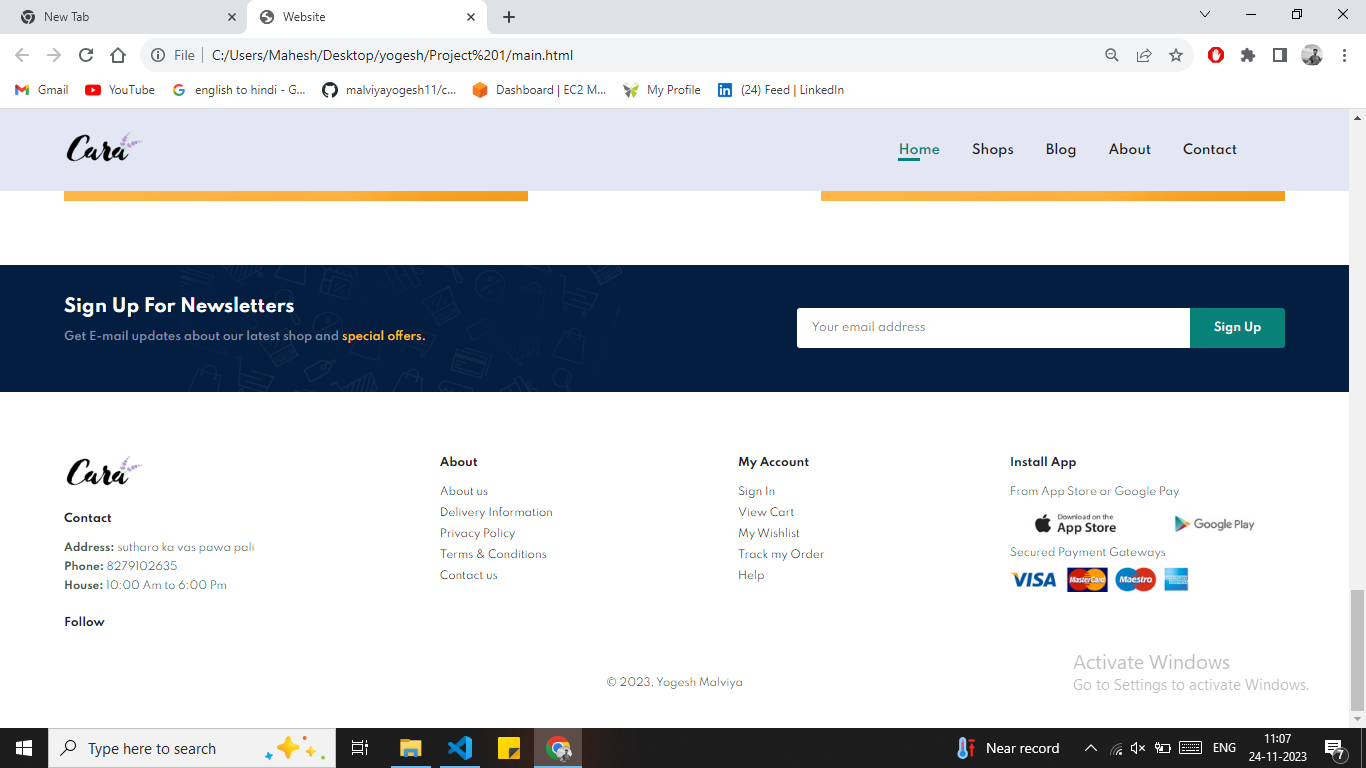 New Tab
Website
File
C:/Users/Mahesh/Desktop/yogesh/Project%201/main.html
Gmail
YouTube
english to hindi - G...
malviyayogesh11/c...
Dashboard | EC2 M...
My Profile
(24) Feed | LinkedIn
Cara
Home Shops Blog About Contact
Sign Up For Newsletters
Get E-mail updates about our latest shop and special offers.
Your email address
Sign Up
Cara
Contact
Address: sutharo ka vas pawa pali
Phone: 8279102635
House: 10:00 Am to 6:00 Pm
Follow
About
About us
Delivery Information
Privacy Policy
Terms & Conditions
Contact us
My Account
Sign In
View Cart
My Wishlist
Track my Order
Help
Install App
From App Store or Google Pay
Download on the
App Store
Google Play
Secured Payment Gateways
VISA MasterCard Maestro
© 2023, Yogesh Malviya
Activate Windows
Go to Settings to activate Windows.
Type here to search
Near record
ENG
11:07
24-11-2023
7